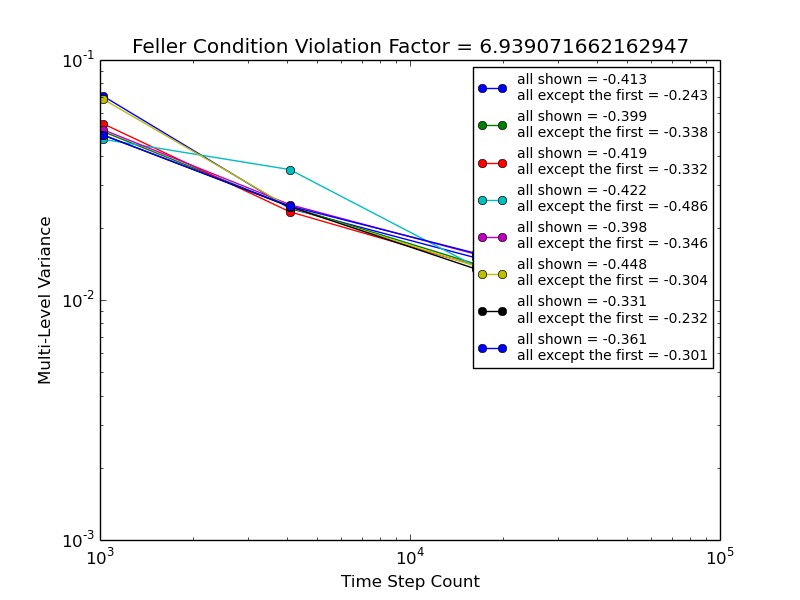 Feller Condition Violation Factor = 6.939071662162947
10^-1
all shown = -0.413
all except the first = -0.243
all shown = -0.399
all except the first = -0.338
all shown = -0.419
all except the first = -0.332
all shown = -0.422
all except the first = -0.486
all shown = -0.398
all except the first = -0.346
all shown = -0.448
all except the first = -0.304
all shown = -0.331
all except the first = -0.232
all shown = -0.361
all except the first = -0.301
Multi-Level Variance
10^-2
10^-3
10^3 10^4 10^5
Time Step Count